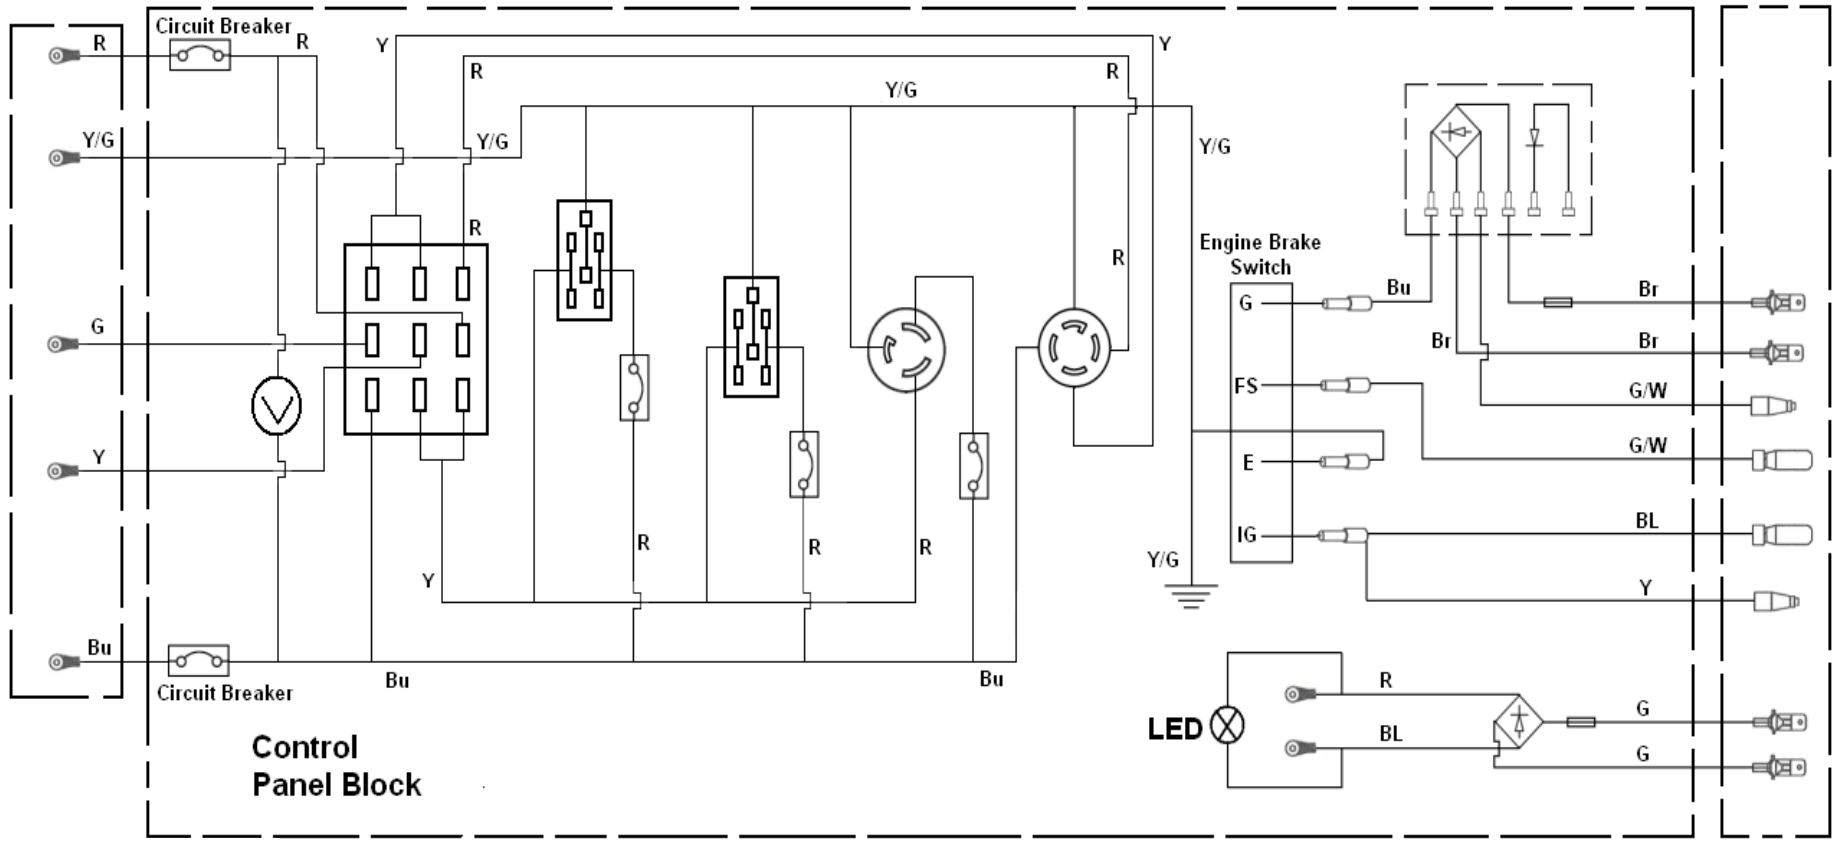 Circuit Breaker
R
R
Y
Y
R
R
Y/G
Y/G
Y/G
Y/G
R
R
Engine Brake
Switch
G
Bu
Br
G
Br
Br
FS
G/W
G/W
Y
E
V
IG
BL
R
R
R
Y/G
Y
Y
Bu
Circuit Breaker
Bu
Bu
R
LED
BL
G
G
Control
Panel Block